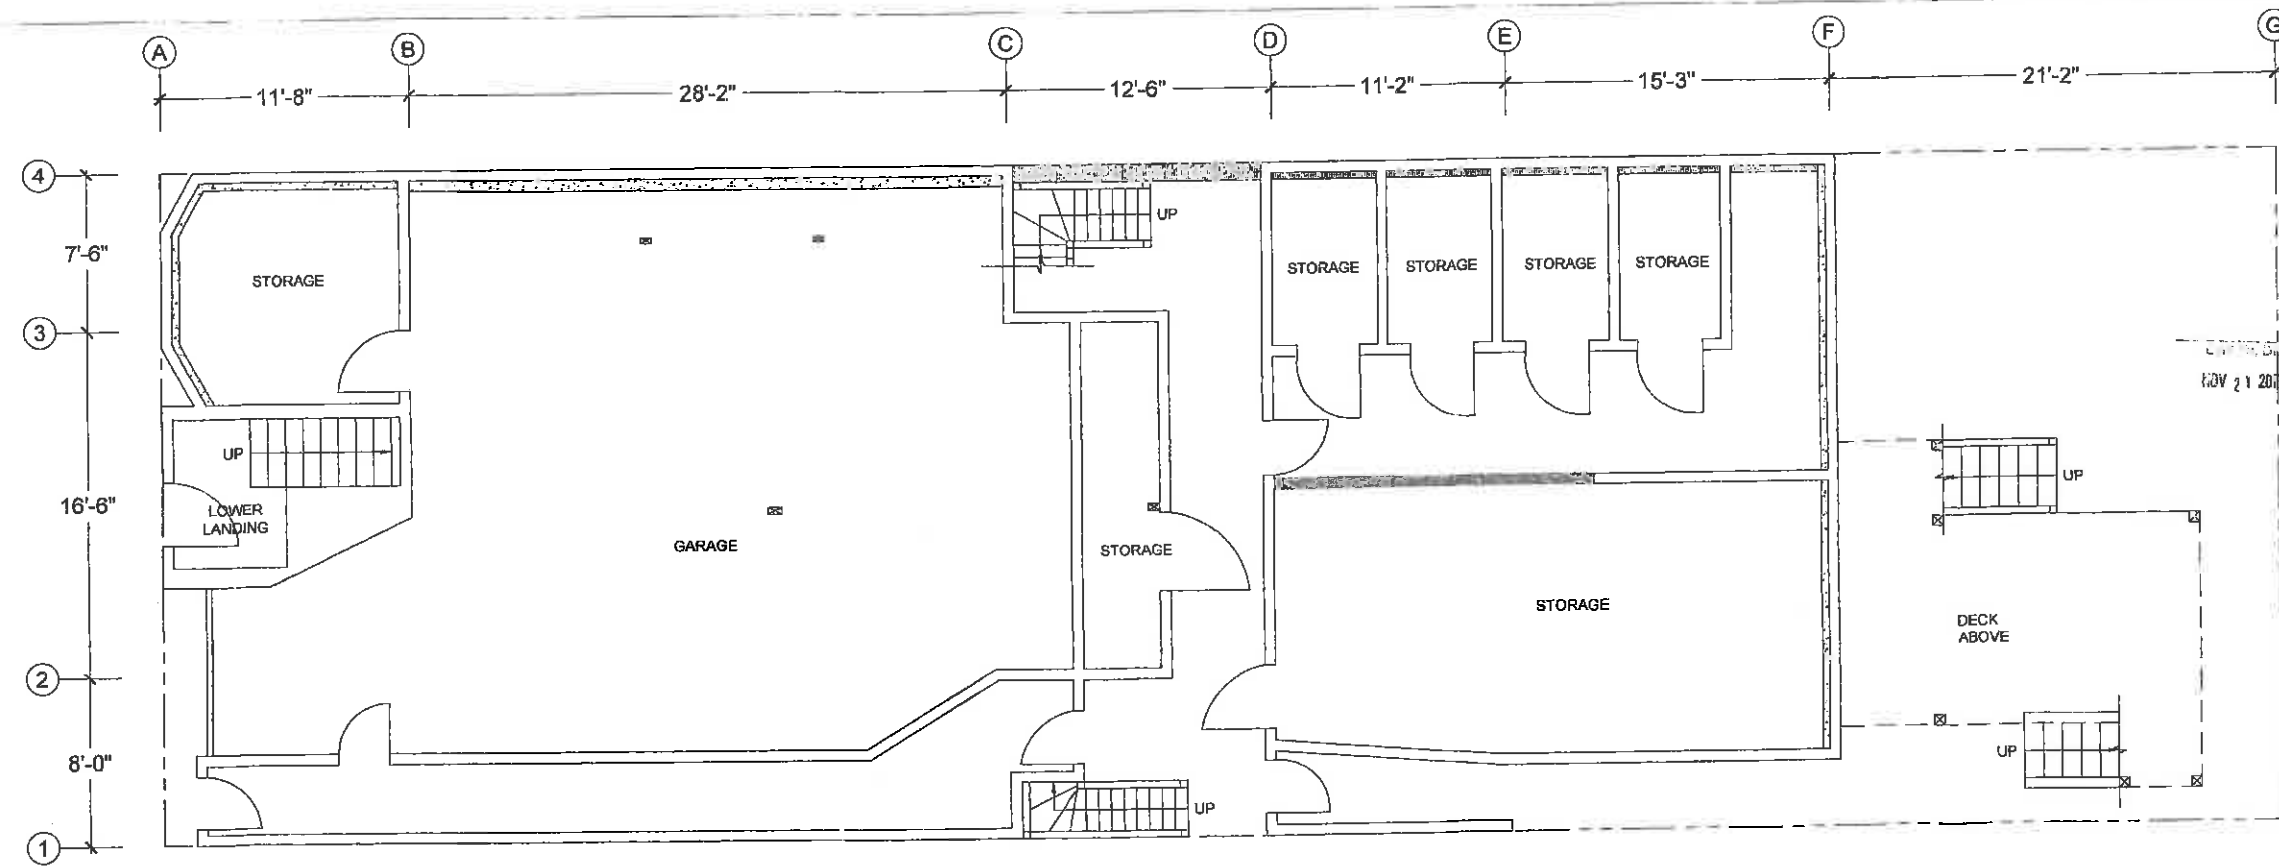 A B C D E F G
11'-8" 28'-2" 12'-6" 11'-2" 15'-3" 21'-2"
4
7'-6"
3
16'-6"
2
8'-0"
1
STORAGE
UP
STORAGE STORAGE STORAGE STORAGE
UP
LOWER
LANDING
GARAGE
STORAGE
STORAGE
UP
DECK
ABOVE
UP
UP
NOV 21